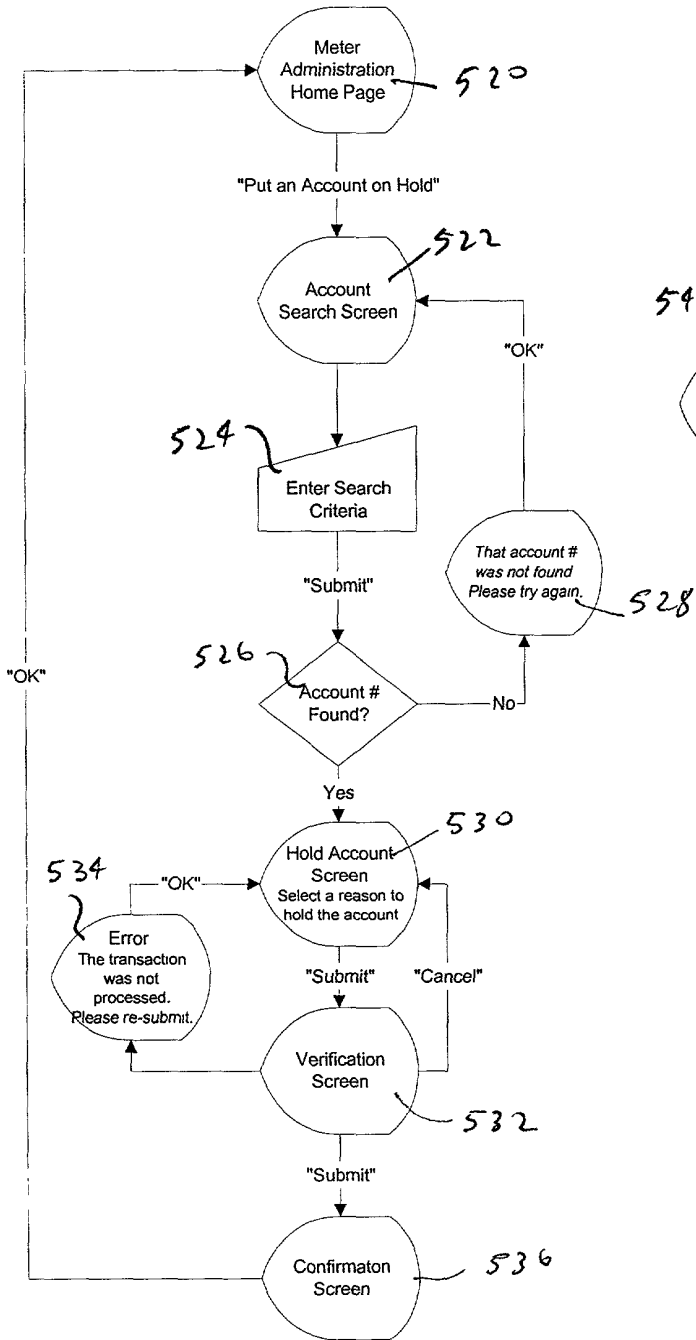 Meter
Administration
Home Page
520
"Put an Account on Hold"
522
Account
Search Screen
54
"OK"
524
Enter Search
Criteria
That account #
was not found
Please try again.
528
"Submit"
526
"OK"
Account #
Found?
No
Yes
530
Hold Account
Screen
Select a reason to
hold the account
534
"OK"
Error
The transaction
was not
processed.
Please re-submit.
"Submit"
"Cancel"
Verification
Screen
532
"Submit"
Confirmaton
Screen
536